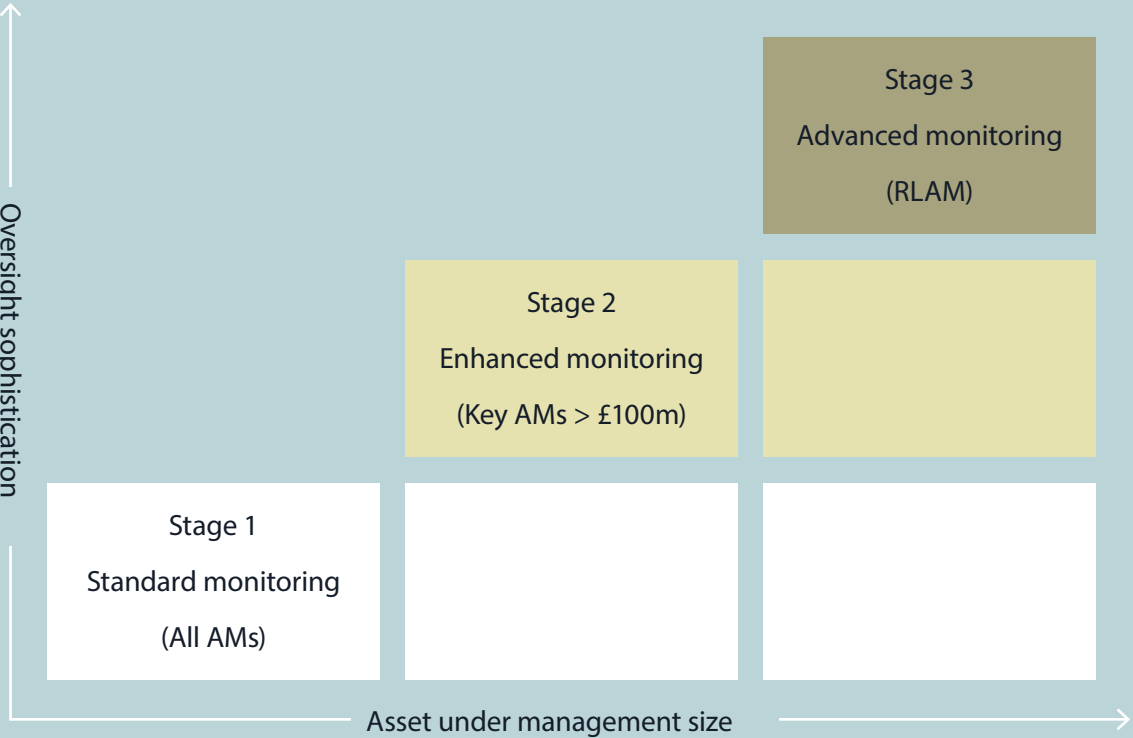 Stage 3
Advanced monitoring
(RLAM)
Stage 2
Enhanced monitoring
(Key AMs > £100m)
Stage 1
Standard monitoring
(All AMs)
Oversight sophistication
Asset under management size